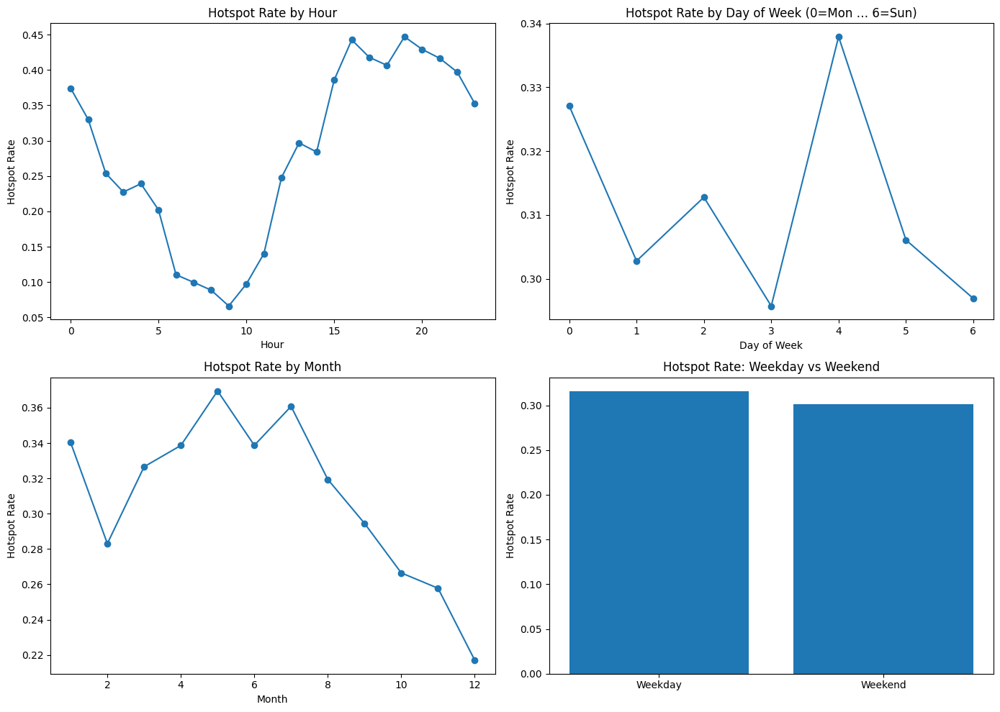 Hotspot Rate by Hour
Hotspot Rate
0.45
0.40
0.35
0.30
0.25
0.20
0.15
0.10
0.05
0 5 10 15 20
Hour
Hotspot Rate by Day of Week (0=Mon ... 6=Sun)
Hotspot Rate
0.34
0.33
0.32
0.31
0.30
0 1 2 3 4 5 6
Day of Week
Hotspot Rate by Month
Hotspot Rate
0.36
0.34
0.32
0.30
0.28
0.26
0.24
0.22
2 4 6 8 10 12
Month
Hotspot Rate: Weekday vs Weekend
Hotspot Rate
0.30
0.25
0.20
0.15
0.10
0.05
0.00
Weekday Weekend